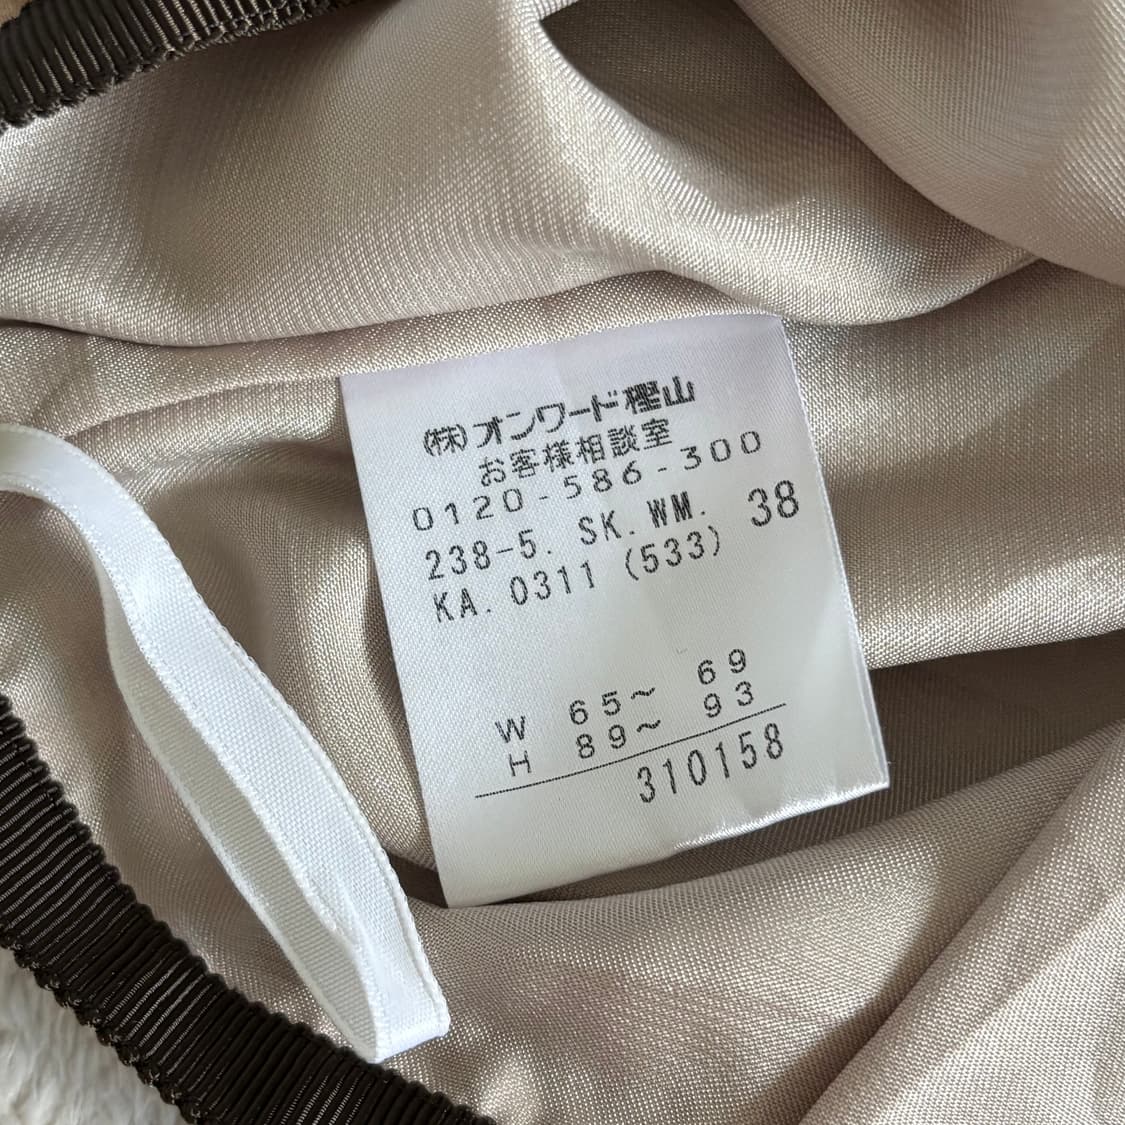 (株)オンワード樫山
お客様相談室
0120-586-300
238-5. SK. WM. 38
KA. 0311 (533)
W 65~ 69
H 89~ 93
310158